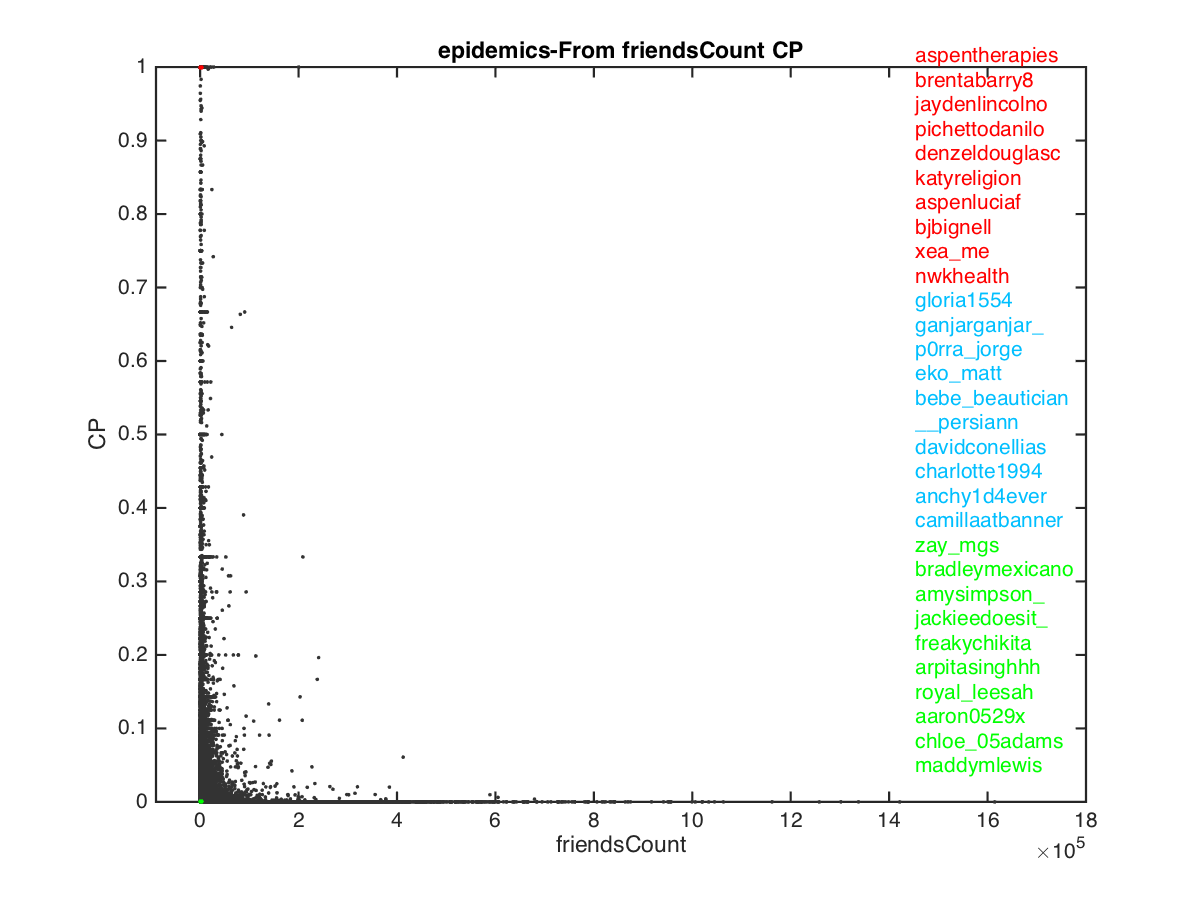 epidemics-From friendsCount CP
1
0.9
0.8
0.7
0.6
0.5
0.4
0.3
0.2
0.1
0
CP
0 2 4 6 8 10 12 14 16 18
friendsCount
×10⁵
aspentherapies
brentabarry8
jaydenlincolno
pichettodanilo
denzeldouglasc
katyreligion
aspenluciaf
bjbignell
xea_me
nwkhealth
gloria1554
ganjarganjar_
p0rra_jorge
eko_matt
bebe_beautician
__persiann
davidconellias
charlotte1994
anchy1d4ever
camillaatbanner
zay_mgs
bradleymexicano
amysimpson_
jackieedoesit_
freakychikita
arpitasinghhh
royal_leesah
aaron0529x
chloe_05adams
maddymlewis